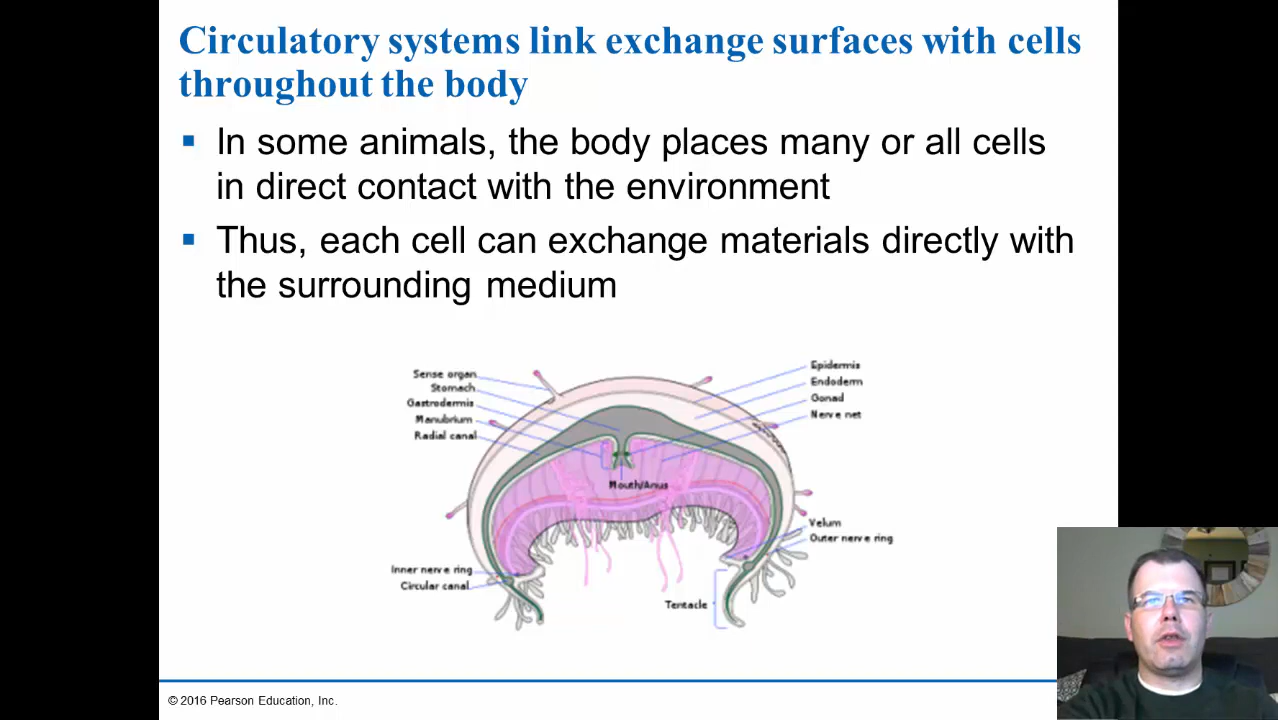 Circulatory systems link exchange surfaces with cells
throughout the body
In some animals, the body places many or all cells
in direct contact with the environment
Thus, each cell can exchange materials directly with
the surrounding medium
Sense organ
Stomach
Gastrodermis
Manubrium
Radial canal
Epidermis
Endoderm
Gonad
Nerve net
Mouth/Anus
Velum
Outer nerve ring
Inner nerve ring
Circular canal
Tentacle
© 2016 Pearson Education, Inc.